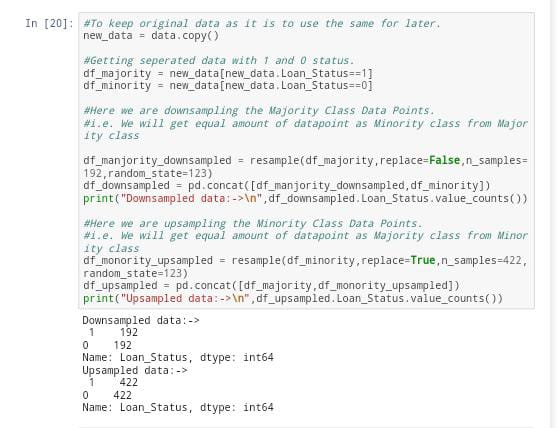 In [20]: #To keep original data as it is to use the same for later.
new_data = data.copy()
#Getting seperated data with 1 and 0 status.
df_majority = new_data[new_data.Loan_Status==1]
df_minority = new_data[new_data.Loan_Status==0]
#Here we are downsampling the Majority Class Data Points.
#i.e. We will get equal amount of datapoint as Minority class from Major
ity class
df_manjority_downsampled = resample(df_majority,replace=False,n_samples=
192,random_state=123)
df_downsampled = pd.concat([df_manjority_downsampled,df_minority])
print("Downsampled data:->\n",df_downsampled.Loan_Status.value_counts())
#Here we are upsampling the Minority Class Data Points.
#i.e. We will get equal amount of datapoint as Majority class from Minor
ity class
df_monority_upsampled = resample(df_minority,replace=True,n_samples=422,
random_state=123)
df_upsampled = pd.concat([df_majority,df_monority_upsampled])
print("Upsampled data:->\n",df_upsampled.Loan_Status.value_counts())
Downsampled data:->
1    192
0    192
Name: Loan_Status, dtype: int64
Upsampled data:->
1    422
0    422
Name: Loan_Status, dtype: int64